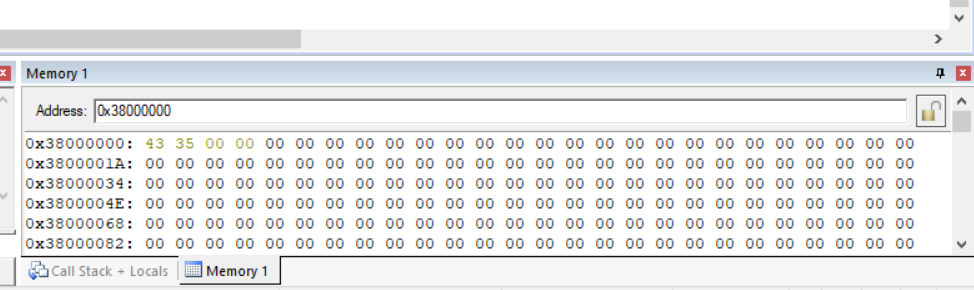 Memory 1
Address: 0x38000000
0x38000000: 43 35 00 00 00 00 00 00 00 00 00 00 00 00 00 00 00 00 00 00 00 00 00 00 00 00
0x3800001A: 00 00 00 00 00 00 00 00 00 00 00 00 00 00 00 00 00 00 00 00 00 00 00 00 00 00
0x38000034: 00 00 00 00 00 00 00 00 00 00 00 00 00 00 00 00 00 00 00 00 00 00 00 00 00 00
0x3800004E: 00 00 00 00 00 00 00 00 00 00 00 00 00 00 00 00 00 00 00 00 00 00 00 00 00 00
0x38000068: 00 00 00 00 00 00 00 00 00 00 00 00 00 00 00 00 00 00 00 00 00 00 00 00 00 00
0x38000082: 00 00 00 00 00 00 00 00 00 00 00 00 00 00 00 00 00 00 00 00 00 00 00 00 00 00
Call Stack + Locals Memory 1